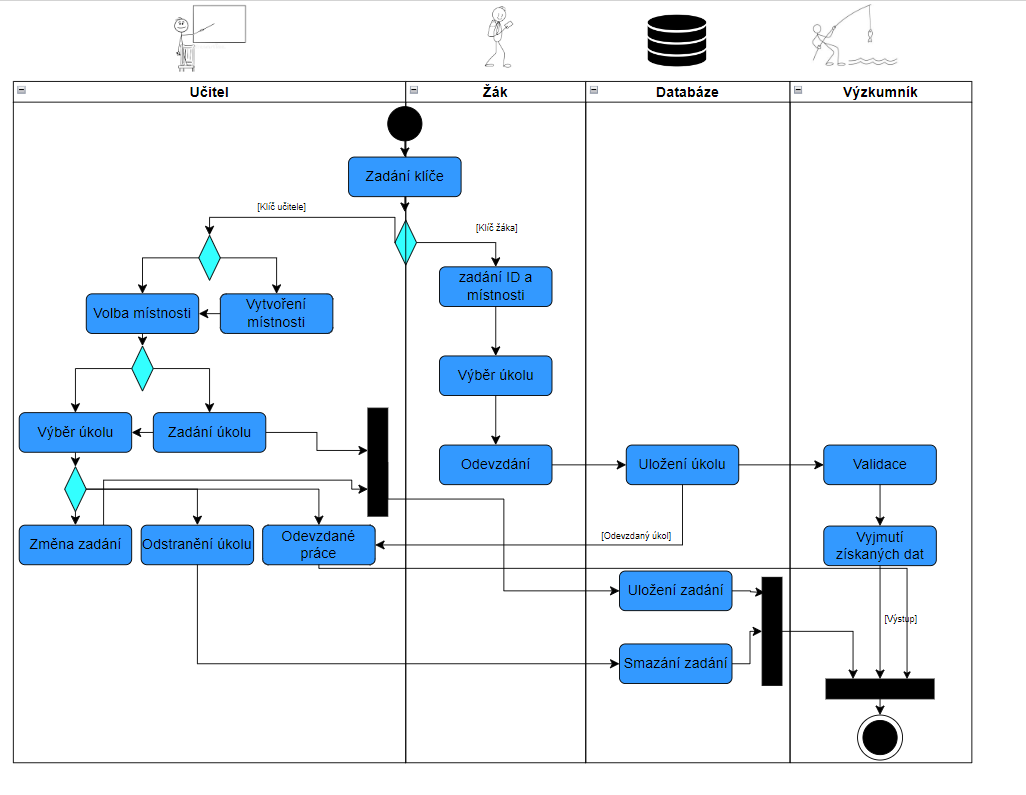 Učitel
Žák
Databáze
Výzkumník
Zadání klíče
[Klíč učitele]
[Klíč žáka]
zadání ID a
místnosti
Volba místnosti
Vytvoření
místnosti
Výběr úkolu
Výběr úkolu
Zadání úkolu
Odevzdání
Uložení úkolu
Validace
Změna zadání
Odstranění úkolu
Odevzdané
práce
[Odevzdaný úkol]
Vyjmutí
získaných dat
Uložení zadání
[Výstup]
Smazání zadání